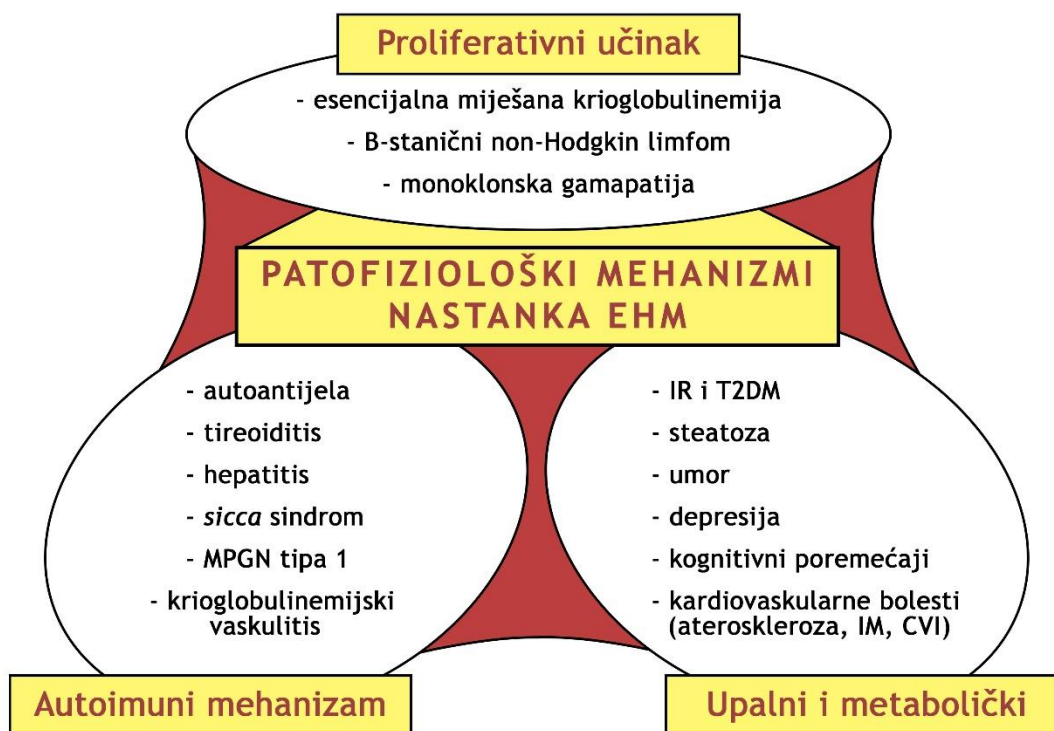 Proliferativni učinak
- esencijalna miješana krioglobulinemija
- B-stanični non-Hodgkin limfom
- monoklonska gamapatija
PATOFIZIOLOŠKI MEHANIZMI
NASTANKA EHM
- autoantijela
- tireoiditis
- hepatitis
- sicca sindrom
- MPGN tipa 1
- krioglobulinemijski
vaskulitis
Autoimuni mehanizam
- IR i T2DM
- steatoza
- umor
- depresija
- kognitivni poremećaji
- kardiovaskularne bolesti
(ateroskleroza, IM, CVI)
Upalni i metabolički